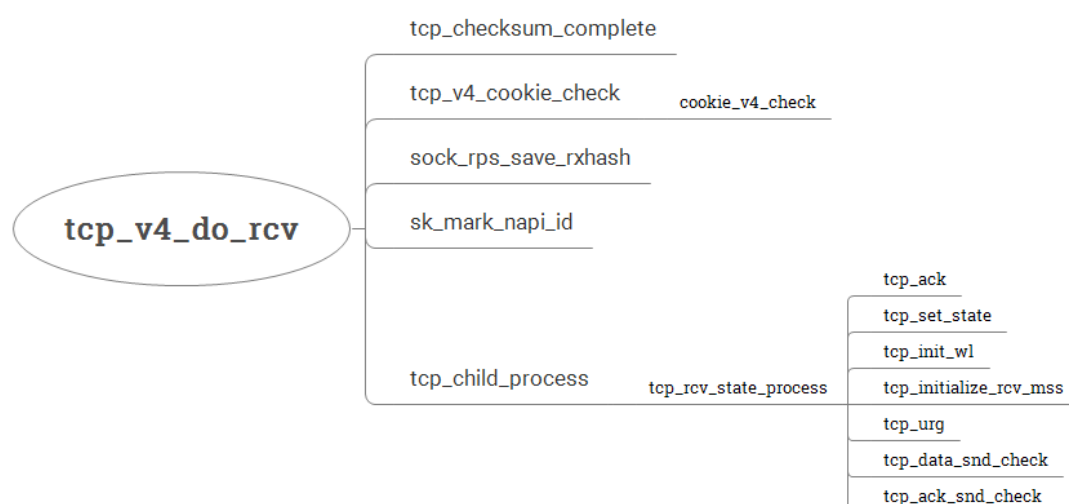 tcp_v4_do_rcv
tcp_checksum_complete
tcp_v4_cookie_check
cookie_v4_check
sock_rps_save_rxhash
sk_mark_napi_id
tcp_child_process
tcp_rcv_state_process
tcp_ack
tcp_set_state
tcp_init_wl
tcp_initialize_rcv_mss
tcp_urg
tcp_data_snd_check
tcp_ack_snd_check